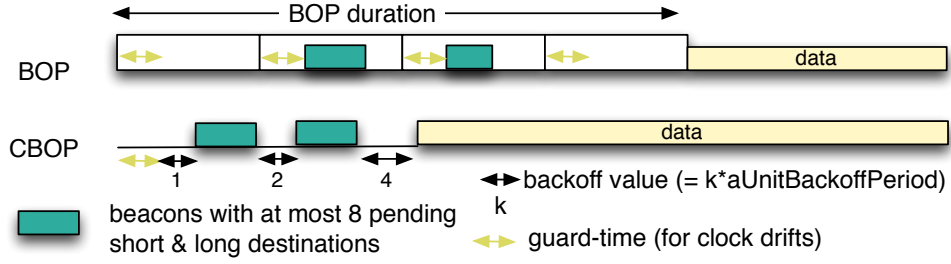 BOP duration
BOP
data
CBOP
data
1
2
4
backoff value (= k*aUnitBackoffPeriod)
k
beacons with at most 8 pending
short & long destinations
guard-time (for clock drifts)